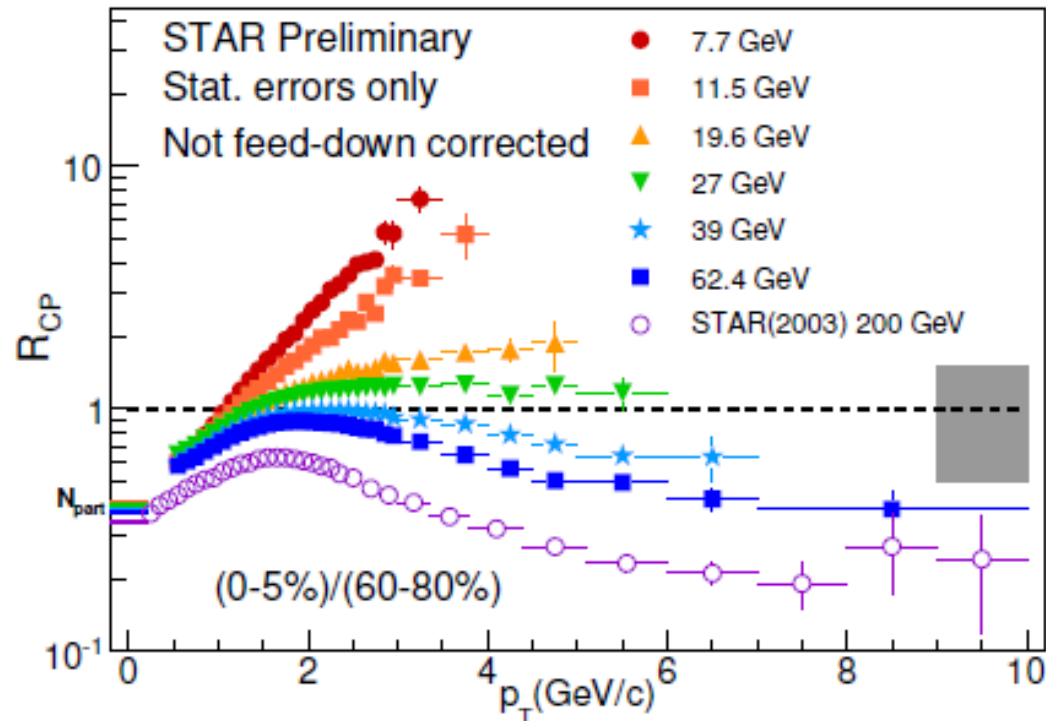 STAR Preliminary
Stat. errors only
Not feed-down corrected
7.7 GeV
11.5 GeV
19.6 GeV
27 GeV
39 GeV
62.4 GeV
STAR(2003) 200 GeV
10
1
10⁻¹
R_CP
N_part
(0-5%)/(60-80%)
0 2 4 6 8 10
p_T(GeV/c)